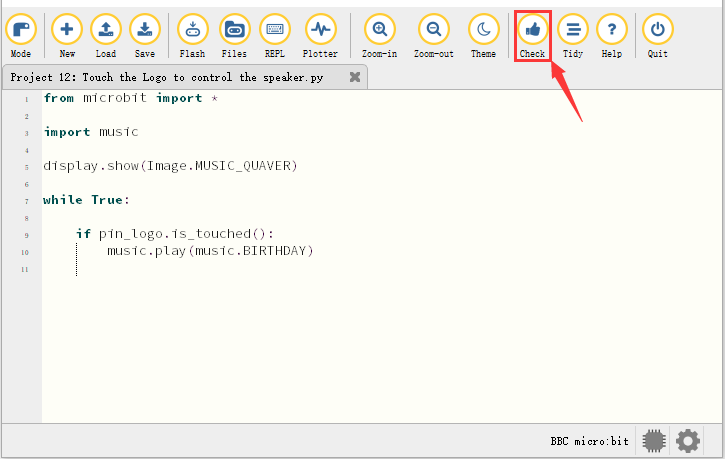 Mode New Load Save Flash Files REPL Plotter Zoom-in Zoom-out Theme Check Tidy Help Quit
Project 12: Touch the Logo to control the speaker.py
1 from microbit import *
2
3 import music
4
5 display.show(Image.MUSIC_QUAVER)
6
7 while True:
8
9 if pin_logo.is_touched():
10 music.play(music.BIRTHDAY)
11
BBC micro:bit